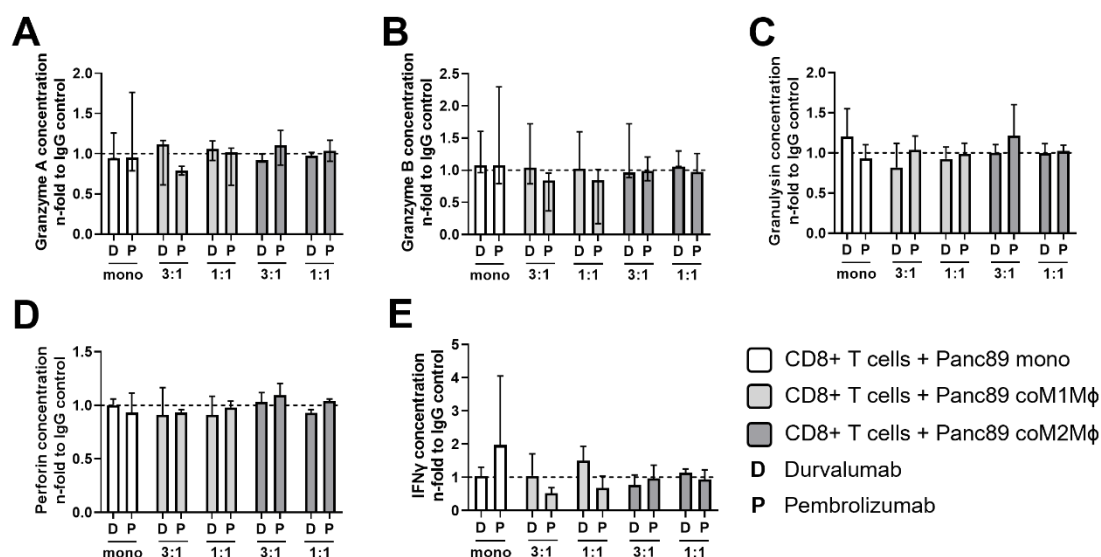 A
Granzyme A concentration
n-fold to IgG control
2.0
1.5
1.0
0.5
0.0
D P D P D P D P D P
mono 3:1 1:1 3:1 1:1
B
Granzyme B concentration
n-fold to IgG control
2.5
2.0
1.5
1.0
0.5
0.0
D P D P D P D P D P
mono 3:1 1:1 3:1 1:1
C
Granulysin concentration
n-fold to IgG control
2.0
1.5
1.0
0.5
0.0
D P D P D P D P D P
mono 3:1 1:1 3:1 1:1
D
Perforin concentration
n-fold to IgG control
1.5
1.0
0.5
0.0
D P D P D P D P D P
mono 3:1 1:1 3:1 1:1
E
IFNγ concentration
n-fold to IgG control
5
4
3
2
1
0
D P D P D P D P D P
mono 3:1 1:1 3:1 1:1
CD8+ T cells + Panc89 mono
CD8+ T cells + Panc89 coM1Mϕ
CD8+ T cells + Panc89 coM2Mϕ
D Durvalumab
P Pembrolizumab